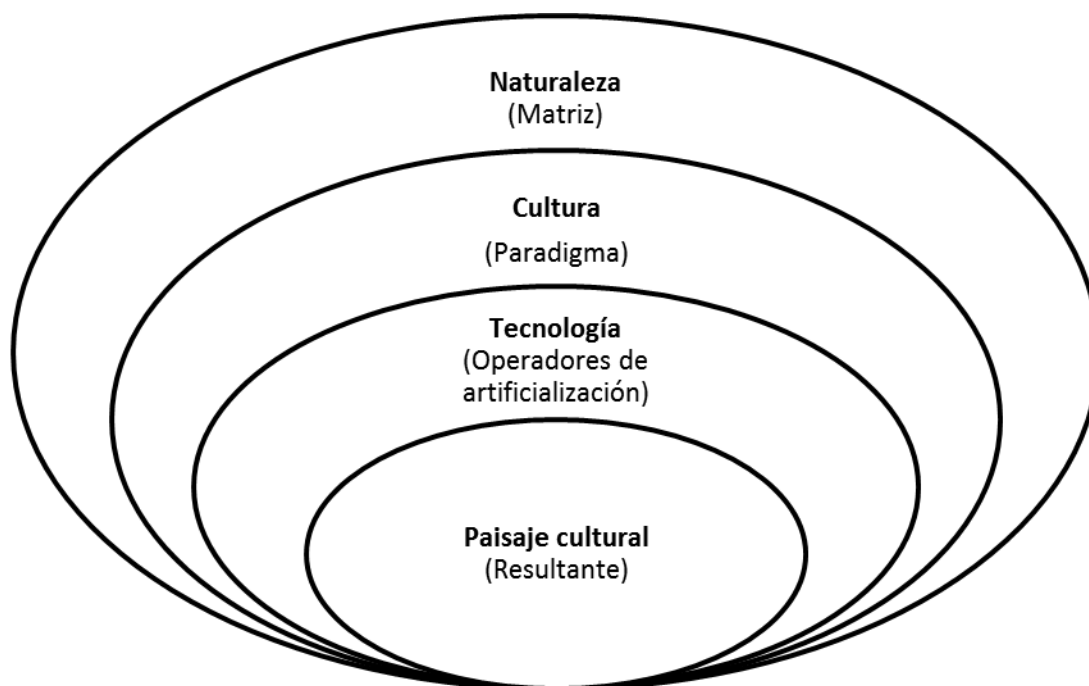 Naturaleza
(Matriz)
Cultura
(Paradigma)
Tecnología
(Operadores de
artificialización)
Paisaje cultural
(Resultante)